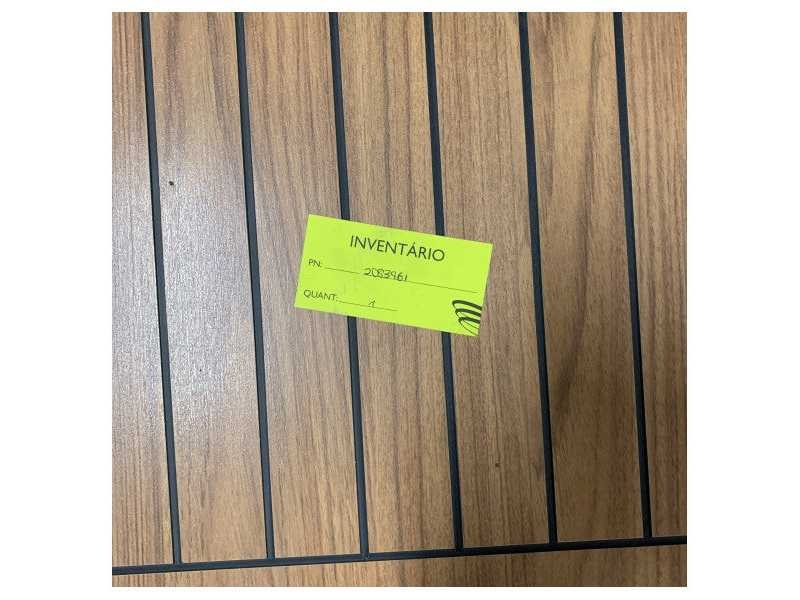 INVENTÁRIO
PN: 2083961
QUANT: 1